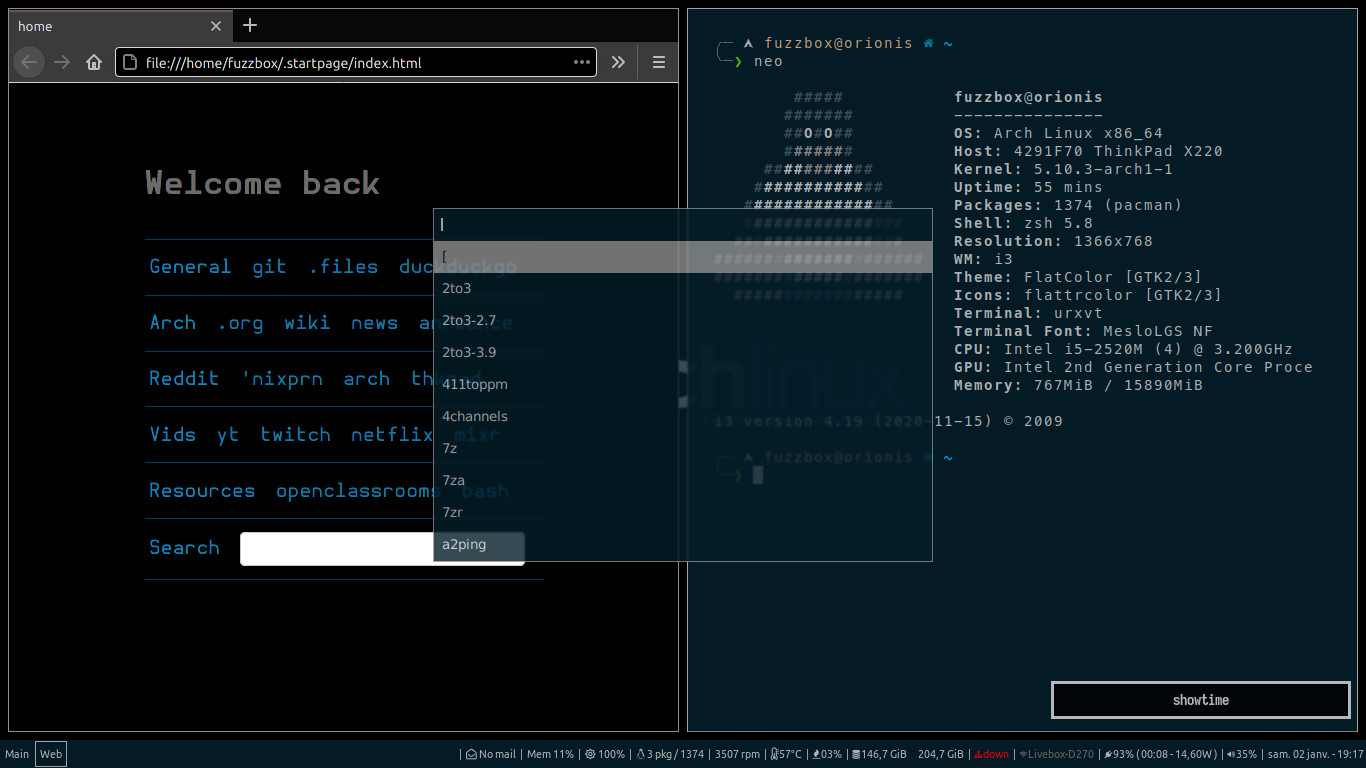 home
file:///home/fuzzbox/.startpage/index.html
Welcome back
General git .files duckduckgo
Arch .org wiki news announce
Reddit 'nixprn arch thkpad
Vids yt twitch netflix mixr
Resources openclassrooms bash
Search
[
2to3
2to3-2.7
2to3-3.9
411toppm
4channels
7z
7za
7zr
a2ping
fuzzbox@orionis ~
❯ neo
#####
#######
##O#O##
#######
###########
#############
###############
fuzzbox@orionis
---------------
OS: Arch Linux x86_64
Host: 4291F70 ThinkPad X220
Kernel: 5.10.3-arch1-1
Uptime: 55 mins
Packages: 1374 (pacman)
Shell: zsh 5.8
Resolution: 1366x768
WM: i3
Theme: FlatColor [GTK2/3]
Icons: flattrcolor [GTK2/3]
Terminal: urxvt
Terminal Font: MesloLGS NF
CPU: Intel i5-2520M (4) @ 3.200GHz
GPU: Intel 2nd Generation Core Proce
Memory: 767MiB / 15890MiB
chlinux
i3 version 4.19 (2020-11-15) © 2009
fuzzbox@orionis ~
❯
showtime
Main Web | No mail | Mem 11% | 100% | 3 pkg / 1374 | 3507 rpm | 57°C | 03% | 146,7 GiB 204,7 GiB | down | Livebox-D270 | 93% (00:08 - 14,60W) | 35% | sam. 02 janv. - 19:17